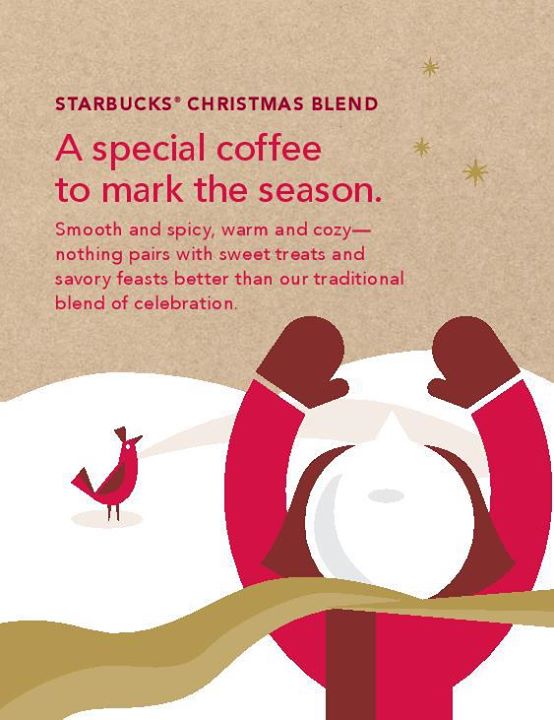 STARBUCKS® CHRISTMAS BLEND
A special coffee
to mark the season.
Smooth and spicy, warm and cozy—
nothing pairs with sweet treats and
savory feasts better than our traditional
blend of celebration.